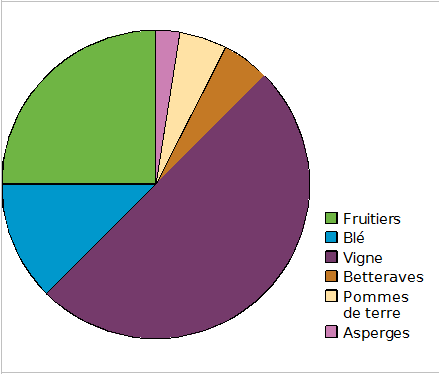 Fruitiers
Blé
Vigne
Betteraves
Pommes
de terre
Asperges